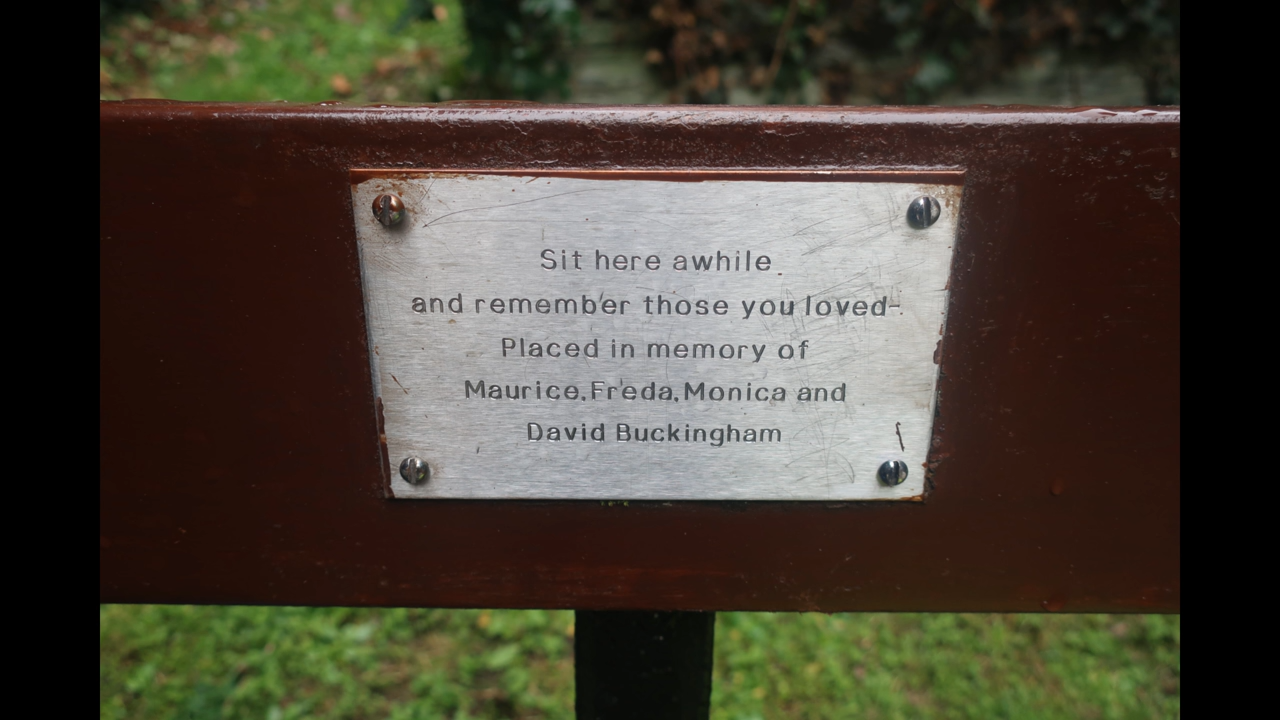 Sit here awhile
and remember those you loved-.
Placed in memory of
Maurice,Freda,Monica and
David Buckingham